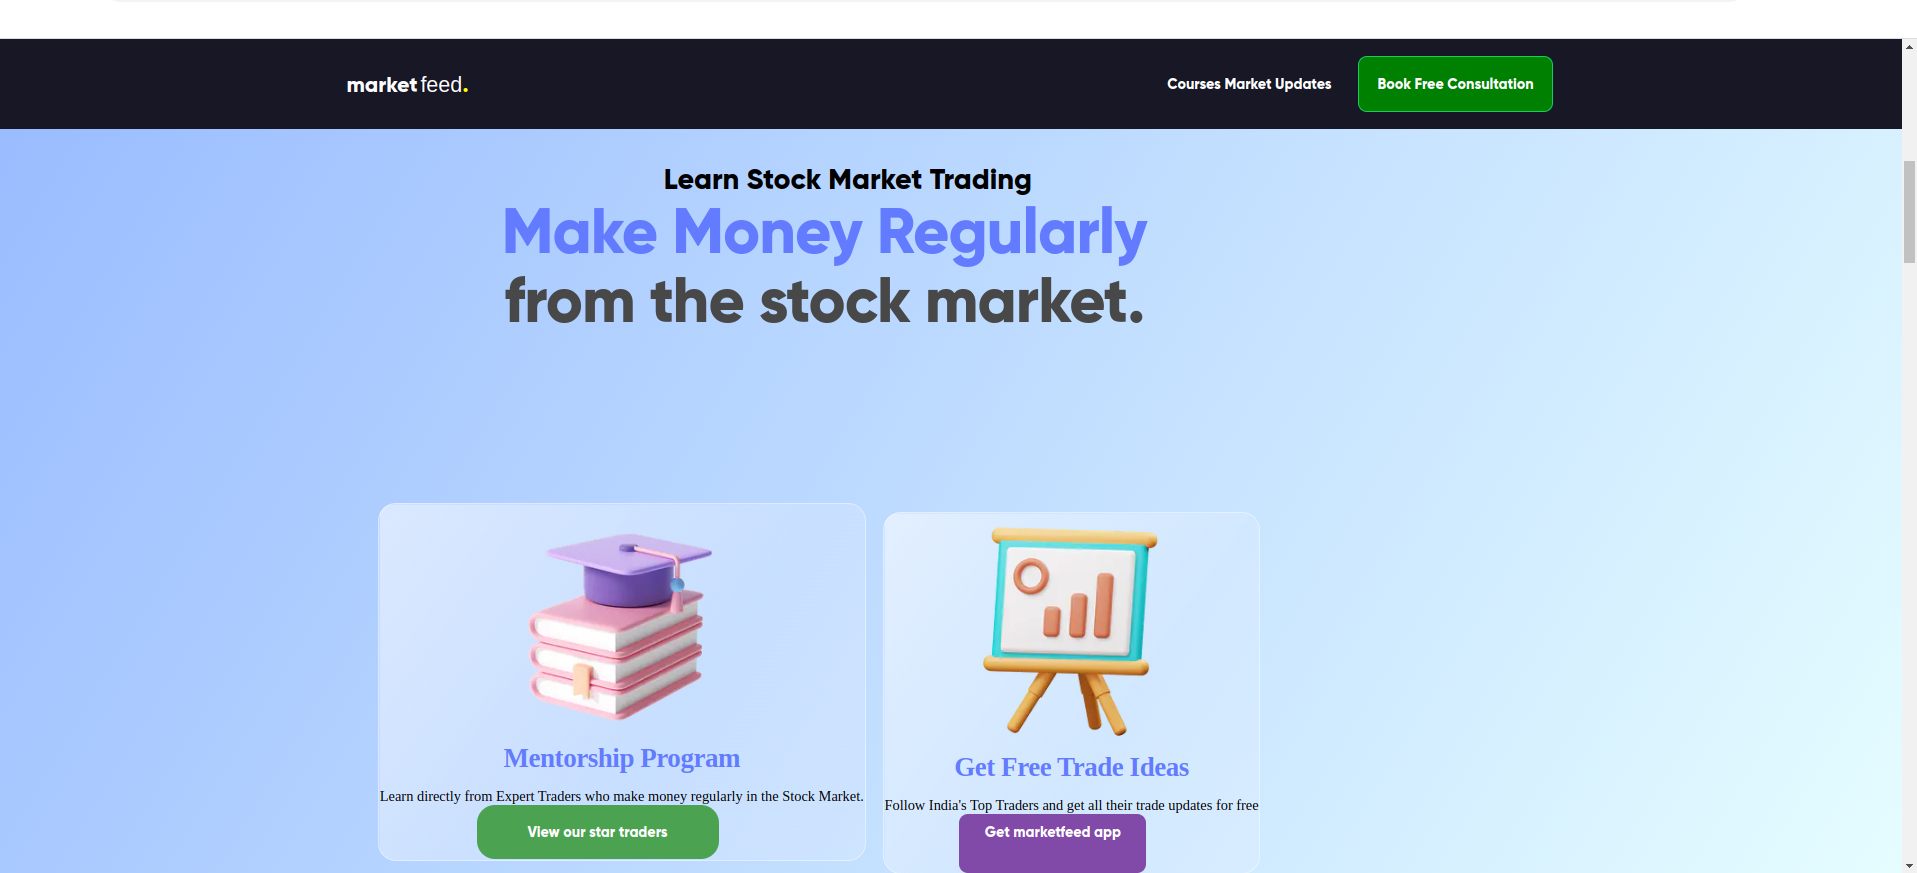 market feed.
Courses Market Updates
Book Free Consultation
Learn Stock Market Trading
Make Money Regularly
from the stock market.
Mentorship Program
Learn directly from Expert Traders who make money regularly in the Stock Market.
View our star traders
Get Free Trade Ideas
Follow India's Top Traders and get all their trade updates for free
Get marketfeed app